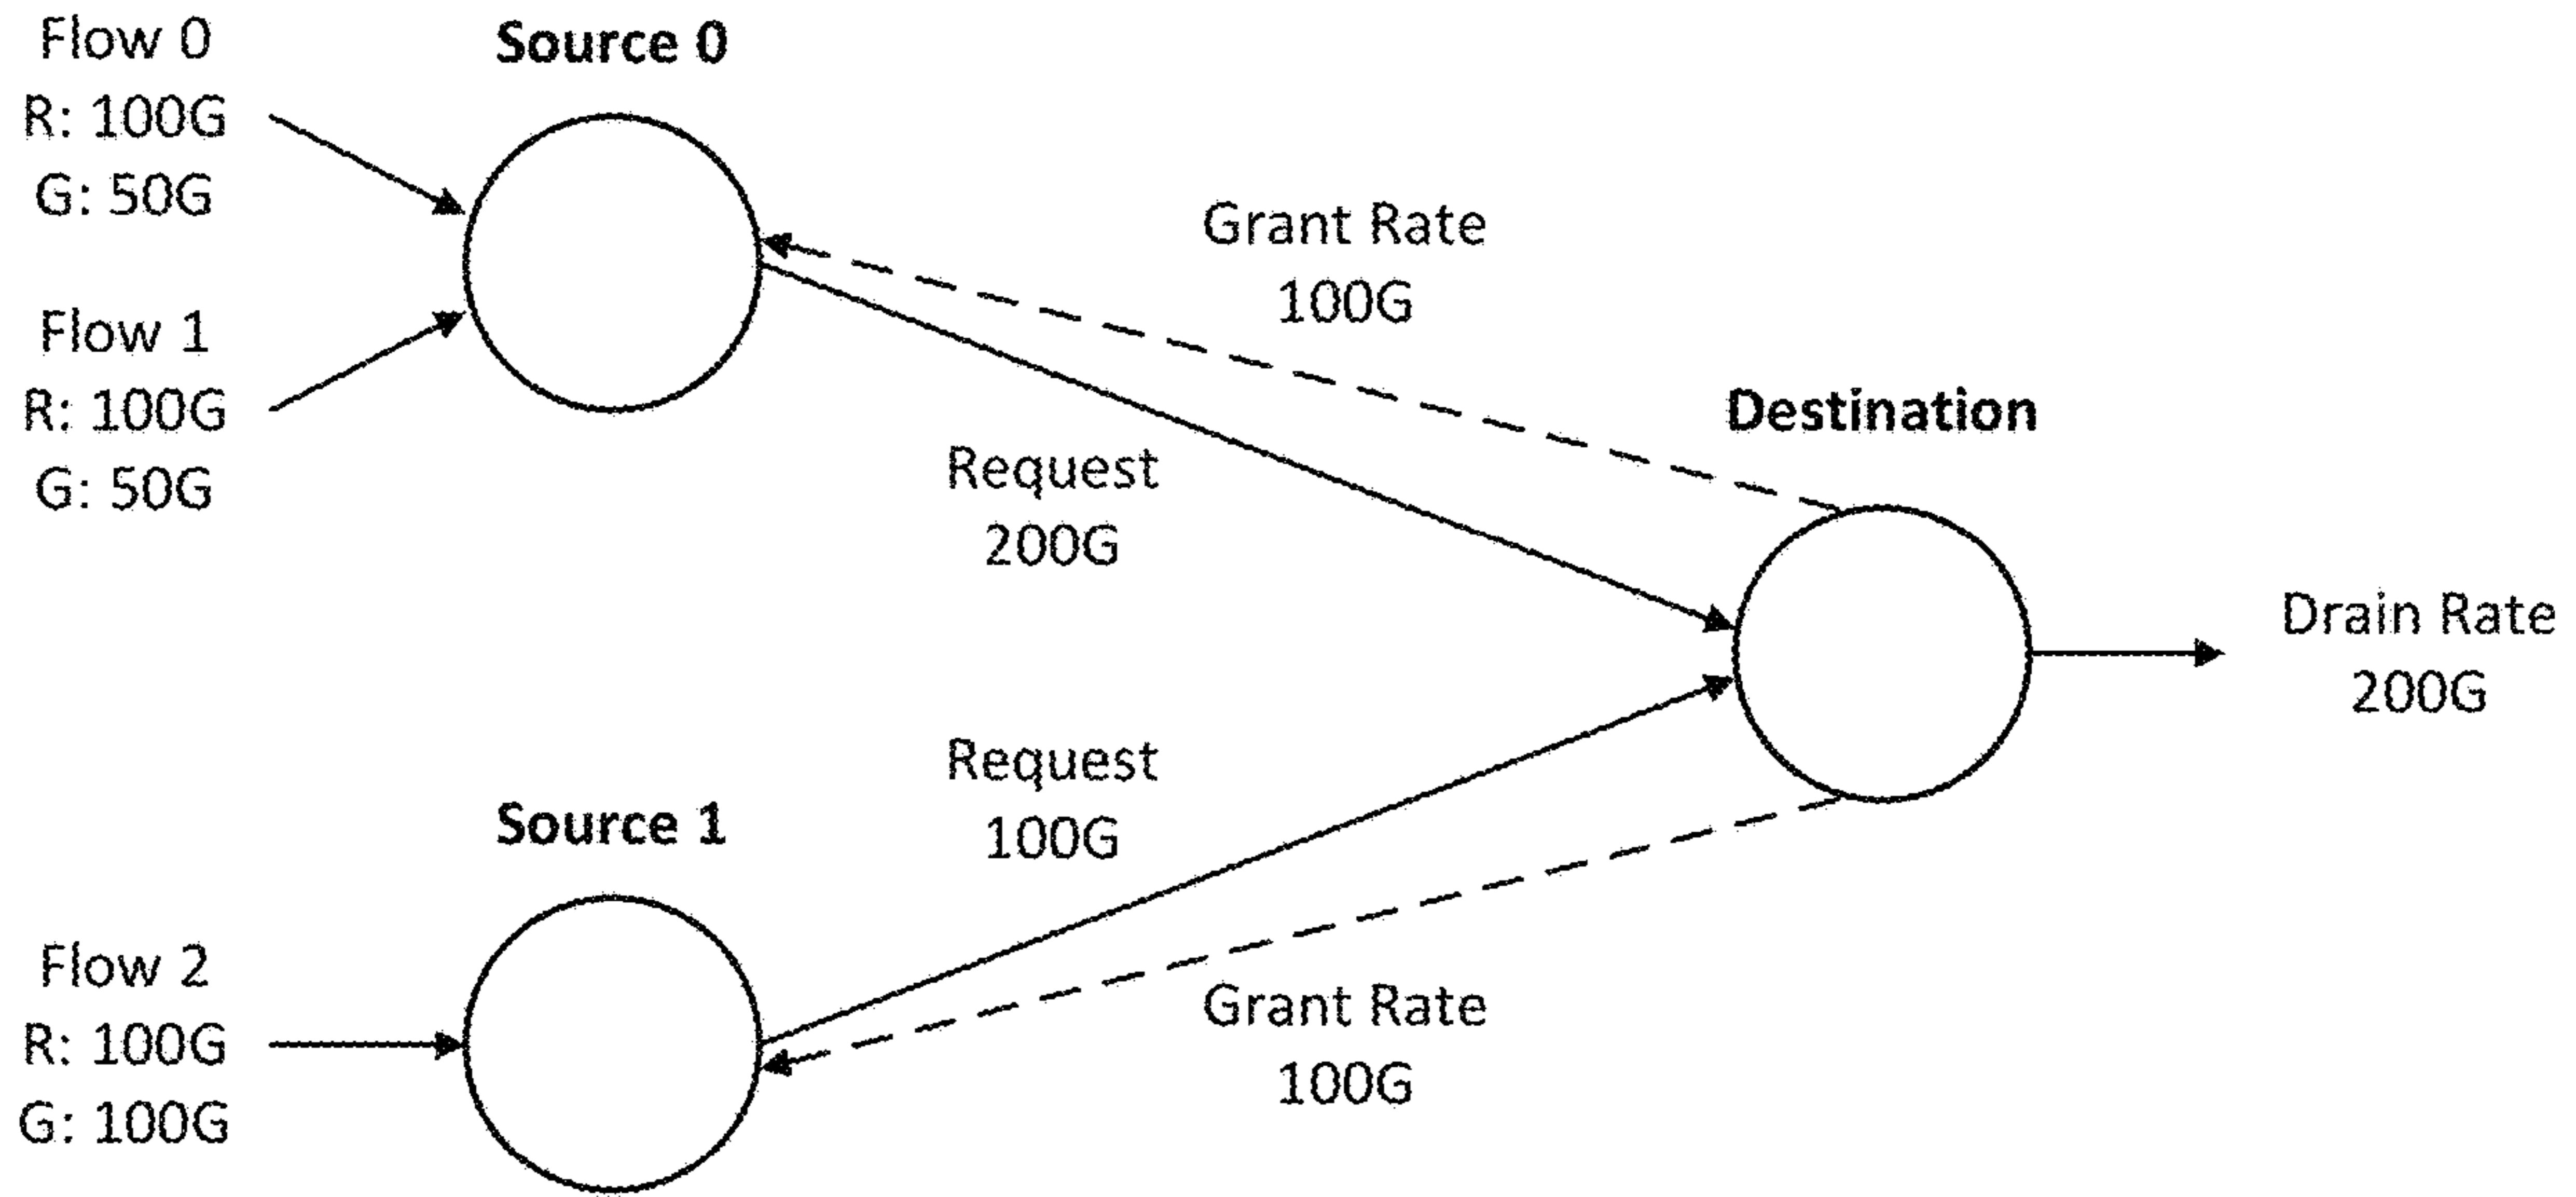 Flow 0
R: 100G
G: 50G
Source 0
Flow 1
R: 100G
G: 50G
Grant Rate
100G
Request
200G
Destination
Drain Rate
200G
Request
100G
Source 1
Flow 2
R: 100G
G: 100G
Grant Rate
100G